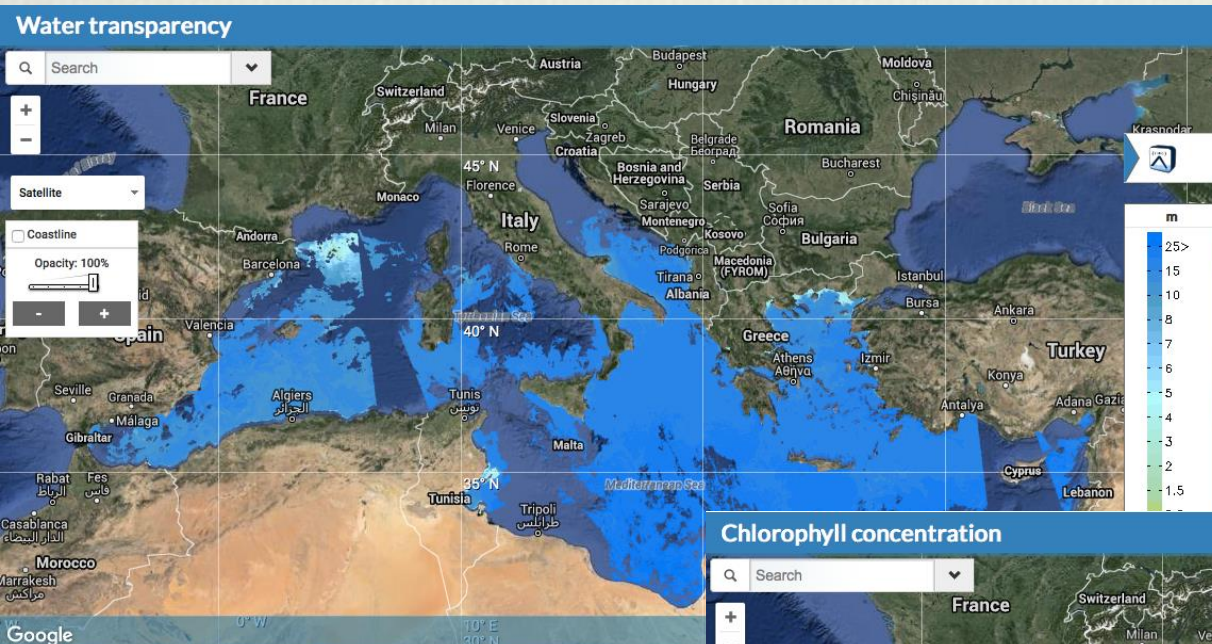 Water transparency
Search
+
−
Satellite
Coastline
Opacity: 100%
-
+
France
Switzerland
Austria
Budapest
Hungary
Moldova
Chișinău
Milan
Venice
Slovenia
Zagreb
Croatia
Belgrade
Београд
Romania
Krasnodar
45° N
Bosnia and
Herzegovina
Serbia
Bucharest
Florence
Monaco
Sarajevo
Montenegro
Kosovo
Sofia
София
Black Sea
Italy
Andorra
Rome
Podgorica
Bulgaria
Barcelona
Macedonia
(FYROM)
Tirana
Albania
Istanbul
Bursa
Ankara
Tyrrhenian Sea
40° N
Valencia
Spain
Greece
Turkey
Athens
Αθήνα
Izmir
Konya
Seville
Granada
Algiers
الجزائر
Tunis
تونس
Antalya
Adana
Gazia
Málaga
Gibraltar
Malta
Cyprus
Rabat
الرباط
Fes
فاس
35° N
Mediterranean Sea
Lebanon
Tunisia
Tripoli
طرابلس
Casablanca
الدار البيضاء
Morocco
Marrakesh
مراكش
0° W
10° E
30° N
Google
m
25>
15
10
8
7
6
5
4
3
2
1.5
Chlorophyll concentration
Search
+
France
Switzerland
Milan
Ve